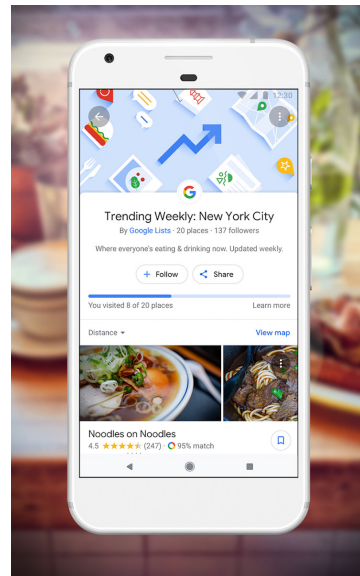 12:30
Trending Weekly: New York City
By Google Lists · 20 places · 137 followers
Where everyone's eating & drinking now. Updated weekly.
+ Follow
Share
You visited 8 of 20 places
Learn more
Distance
View map
Noodles on Noodles
4.5 ★★★★★ (247) · 95% match